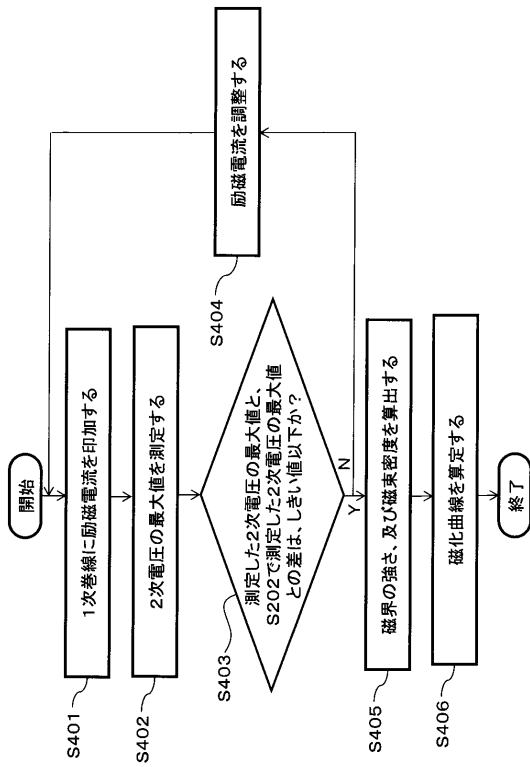 開始
S401
1次巻線に励磁電流を印加する
S402
2次電圧の最大値を測定する
S403
測定した2次電圧の最大値と、
S202で測定した2次電圧の最大値
との差は、しきい値以下か?
N
Y
S404
励磁電流を調整する
S405
磁界の強さ、及び磁束密度を算出する
S406
磁化曲線を算定する
終了